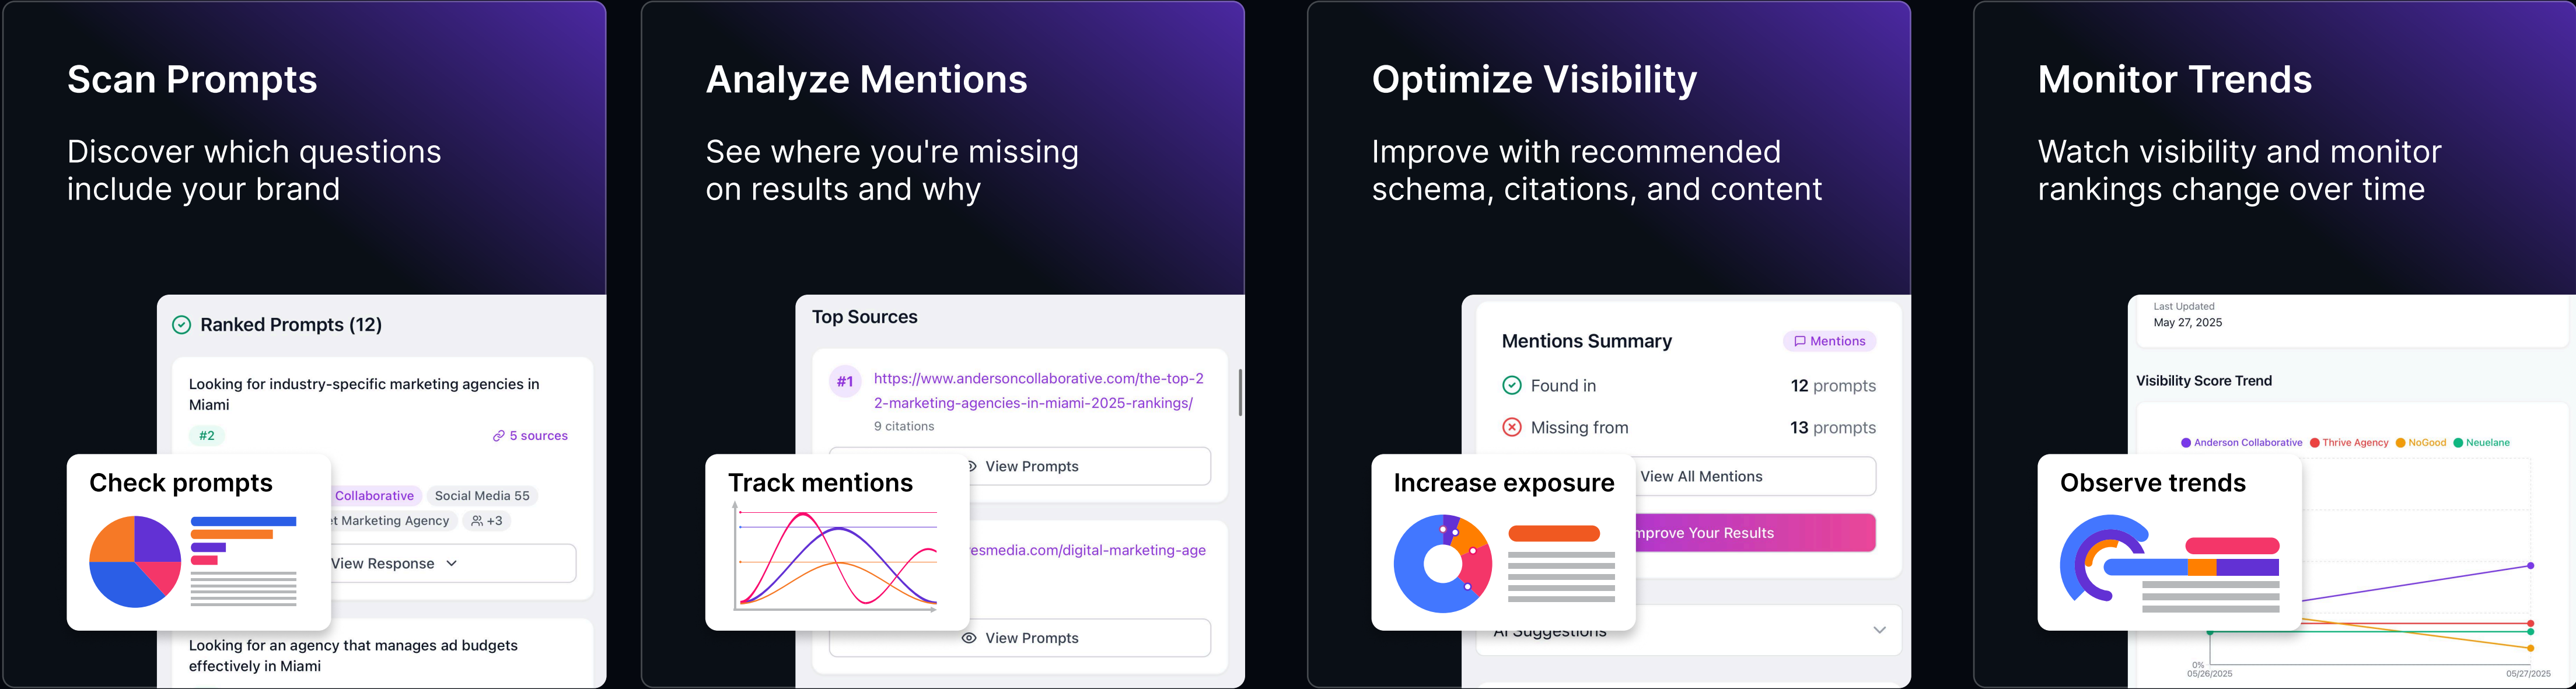 Scan Prompts
Discover which questions
include your brand
Ranked Prompts (12)
Looking for industry-specific marketing agencies in
Miami
#2
5 sources
Collaborative
Social Media 55
Marketing Agency
+3
View Response
Check prompts
Looking for an agency that manages ad budgets
effectively in Miami
Analyze Mentions
See where you're missing
on results and why
Top Sources
#1
https://www.andersoncollaborative.com/the-top-2
2-marketing-agencies-in-miami-2025-rankings/
9 citations
View Prompts
Track mentions
resmedia.com/digital-marketing-age
View Prompts
Optimize Visibility
Improve with recommended
schema, citations, and content
Mentions Summary
Mentions
Found in
12 prompts
Missing from
13 prompts
View All Mentions
Increase exposure
mprove Your Results
AI Suggestions
Monitor Trends
Watch visibility and monitor
rankings change over time
Last Updated
May 27, 2025
Visibility Score Trend
Anderson Collaborative
Thrive Agency
NoGood
Neuelane
Observe trends
0%
05/26/2025
05/27/2025